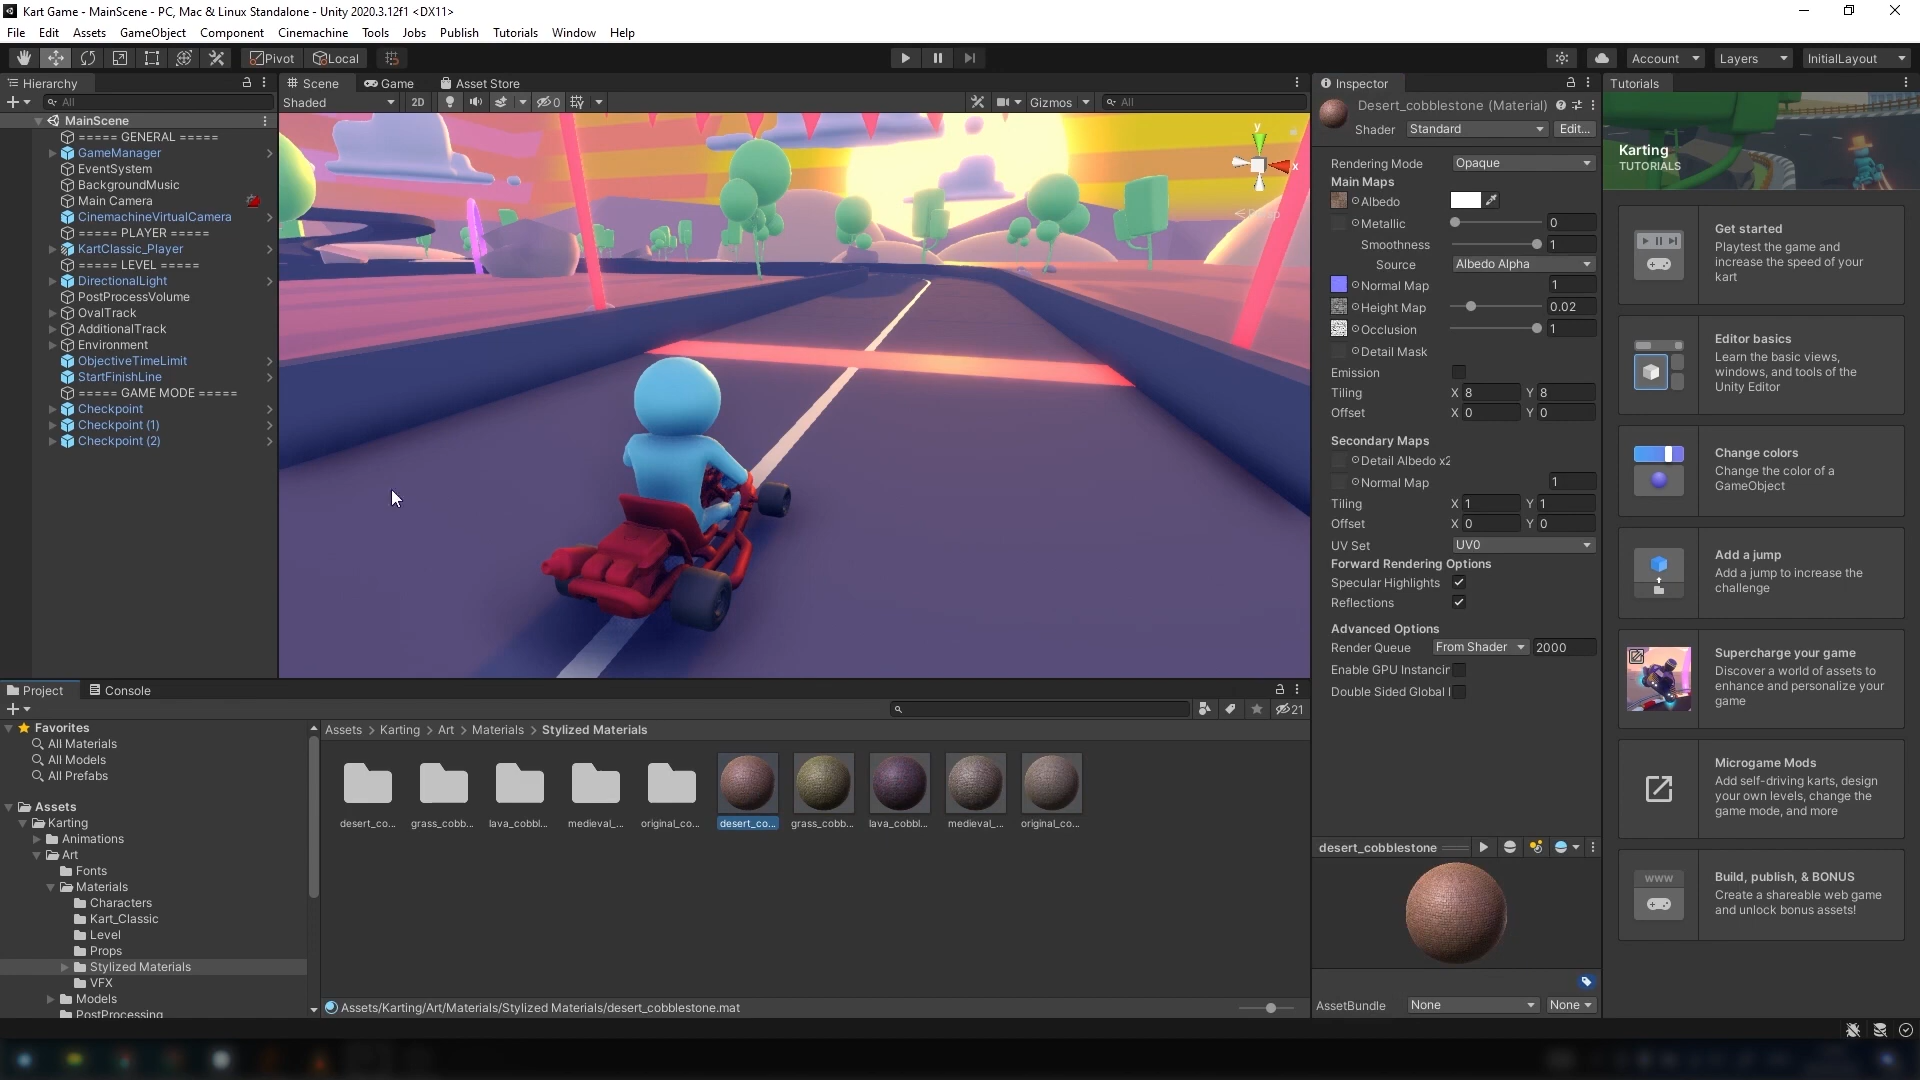 Kart Game - MainScene - PC, Mac & Linux Standalone - Unity 2020.3.12f1 <DX11>
File Edit Assets GameObject Component Cinemachine Tools Jobs Publish Tutorials Window Help
Pivot Local Account Layers InitialLayout
Hierarchy
All
MainScene
===== GENERAL =====
GameManager
EventSystem
BackgroundMusic
Main Camera
CinemachineVirtualCamera
===== PLAYER =====
KartClassic_Player
===== LEVEL =====
DirectionalLight
PostProcessVolume
OvalTrack
AdditionalTrack
Environment
ObjectiveTimeLimit
StartFinishLine
===== GAME MODE =====
Checkpoint
Checkpoint (1)
Checkpoint (2)
Scene Game Asset Store
Shaded 2D 0 Gizmos All
y
x
Persp
Inspector
Desert_cobblestone (Material)
Shader Standard Edit...
Rendering Mode Opaque
Main Maps
Albedo
Metallic 0
Smoothness 1
Source Albedo Alpha
Normal Map 1
Height Map 0.02
Occlusion 1
Detail Mask
Emission
Tiling X 8 Y 8
Offset X 0 Y 0
Secondary Maps
Detail Albedo x2
Normal Map 1
Tiling X 1 Y 1
Offset X 0 Y 0
UV Set UV0
Forward Rendering Options
Specular Highlights
Reflections
Advanced Options
Render Queue From Shader 2000
Enable GPU Instancin
Double Sided Global I
desert_cobblestone
AssetBundle None None
Tutorials
Karting
TUTORIALS
Get started
Playtest the game and
increase the speed of your
kart
Editor basics
Learn the basic views,
windows, and tools of the
Unity Editor
Change colors
Change the color of a
GameObject
Add a jump
Add a jump to increase the
challenge
Supercharge your game
Discover a world of assets to
enhance and personalize your
game
Microgame Mods
Add self-driving karts, design
your own levels, change the
game mode, and more
WWW
Build, publish, & BONUS
Create a shareable web game
and unlock bonus assets!
Project Console
21
Favorites
All Materials
All Models
All Prefabs
Assets
Karting
Animations
Art
Fonts
Materials
Characters
Kart_Classic
Level
Props
Stylized Materials
VFX
Models
PostProcessing
Assets > Karting > Art > Materials > Stylized Materials
desert_co... grass_cobb... lava_cobbl... medieval_... original_co... desert_co... grass_cobb... lava_cobbl... medieval_... original_co...
Assets/Karting/Art/Materials/Stylized Materials/desert_cobblestone.mat